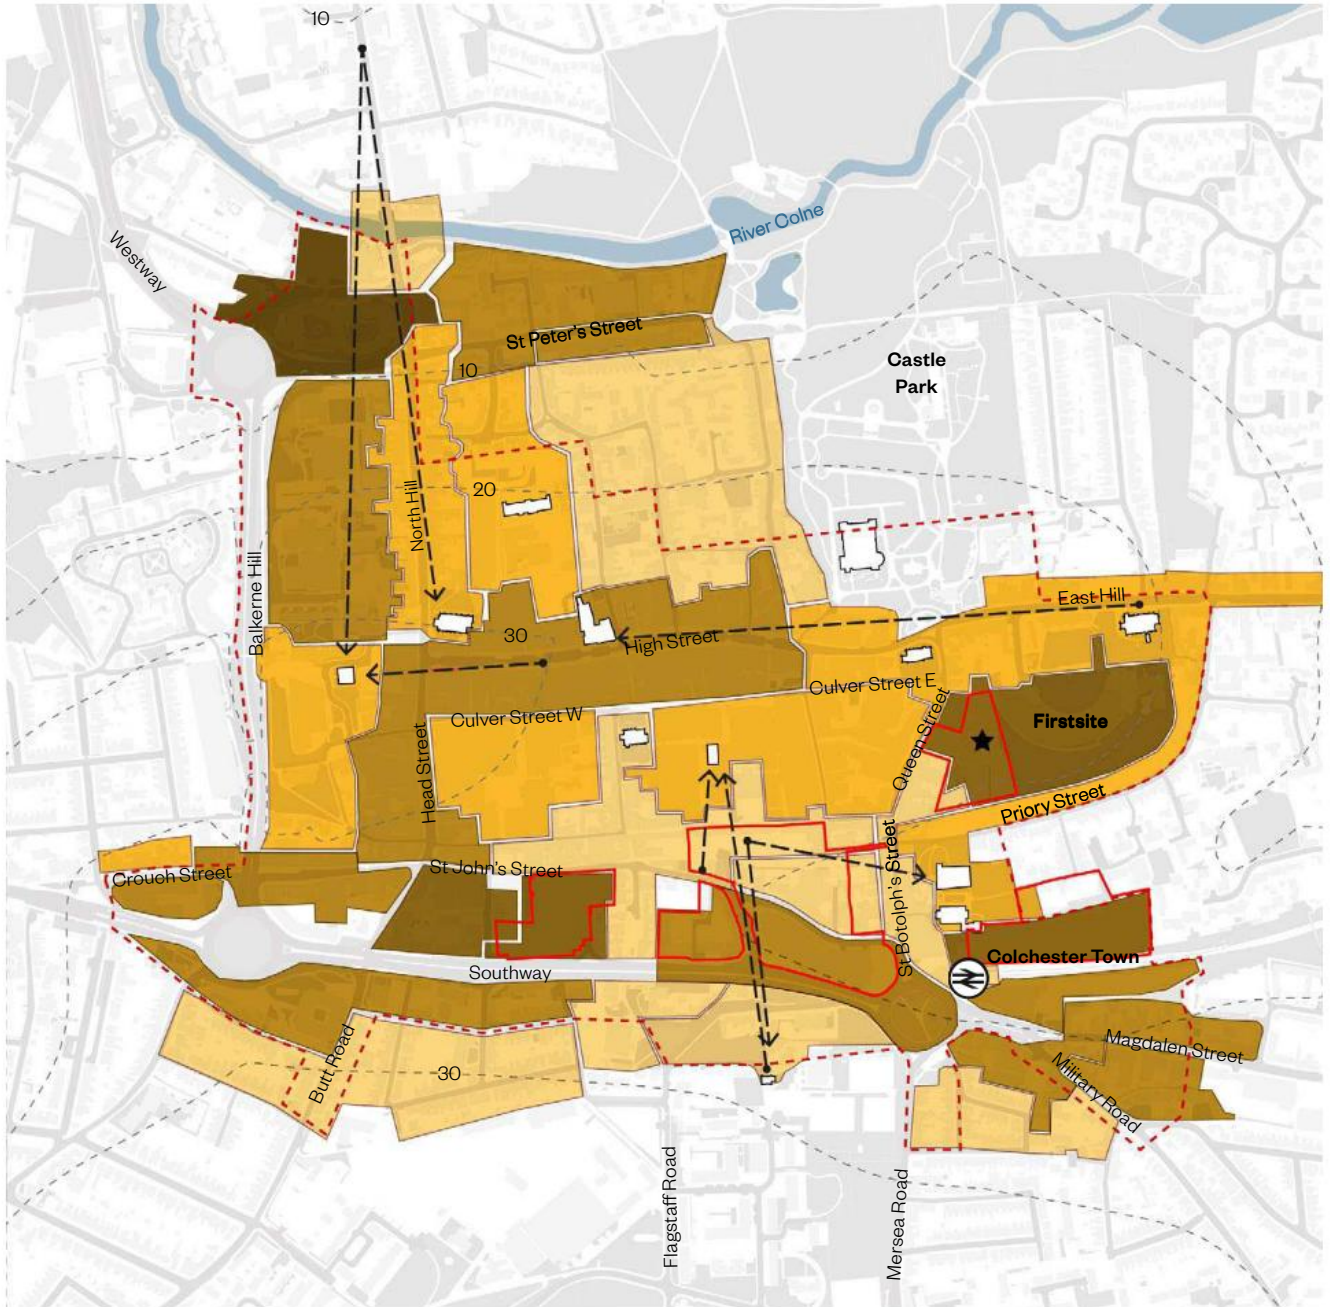 10
Westway
River Colne
St Peter's Street
Castle
Park
10
20
North Hill
Balkerne Hill
East Hill
30
High Street
Culver Street E
Culver Street W
Queen Street
Firstsite
Head Street
Priory Street
St John's Street
Crouch Street
St Botolph's Street
Colchester Town
Southway
Magdalen Street
Butt Road
30
Military Road
Flagstaff Road
Mersea Road